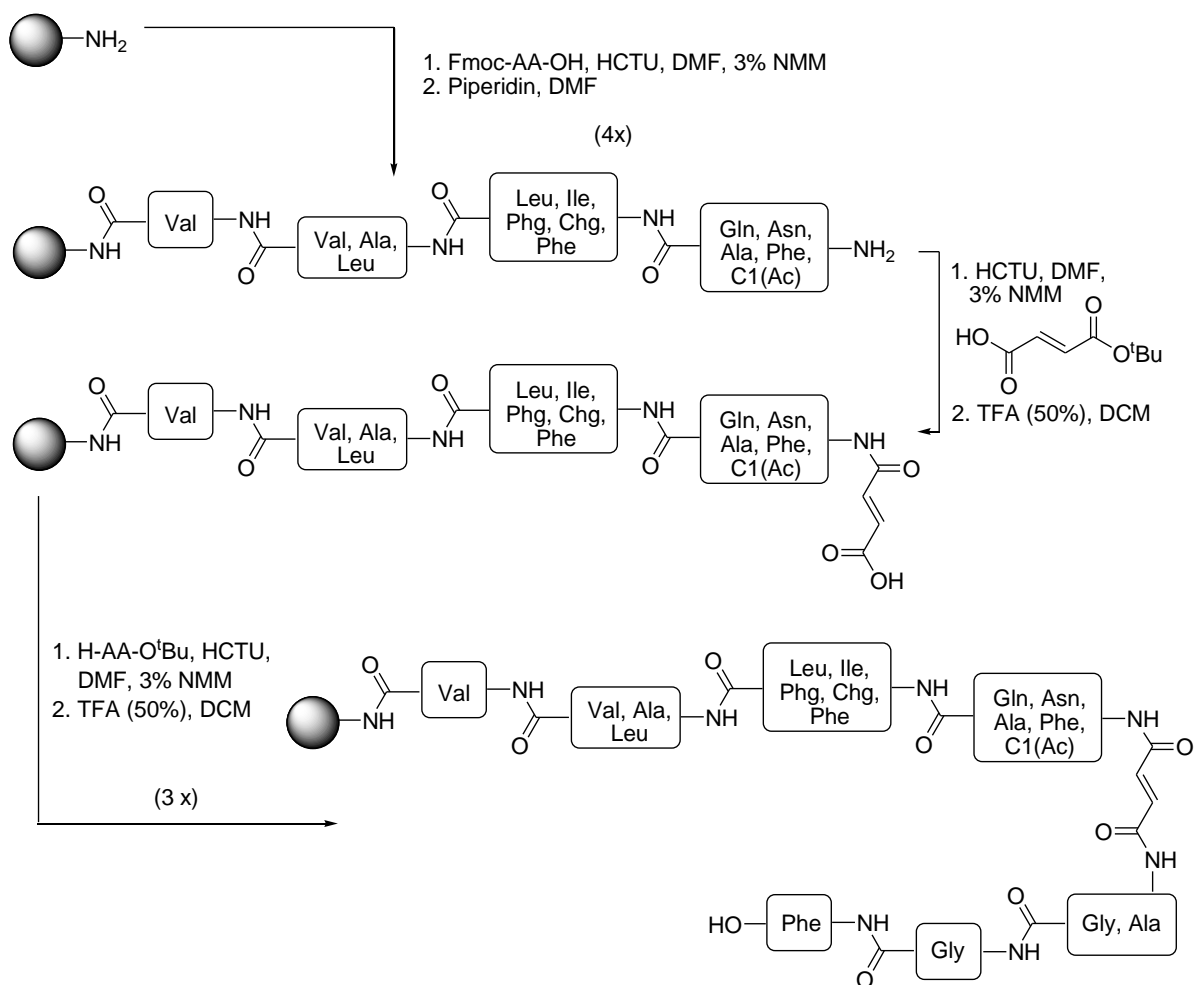 NH2
1. Fmoc-AA-OH, HCTU, DMF, 3% NMM
2. Piperidin, DMF
(4x)
O
NH
Val
NH
O
Val, Ala,
Leu
NH
O
Leu, Ile,
Phg, Chg,
Phe
NH
O
Gln, Asn,
Ala, Phe,
C1(Ac)
NH2
1. HCTU, DMF,
3% NMM
HO
O
O
OtBu
2. TFA (50%), DCM
O
NH
Val
NH
O
Val, Ala,
Leu
NH
O
Leu, Ile,
Phg, Chg,
Phe
NH
O
Gln, Asn,
Ala, Phe,
C1(Ac)
NH
O
O
OH
1. H-AA-OtBu, HCTU,
DMF, 3% NMM
2. TFA (50%), DCM
(3 x)
O
NH
Val
NH
O
Val, Ala,
Leu
NH
O
Leu, Ile,
Phg, Chg,
Phe
NH
O
Gln, Asn,
Ala, Phe,
C1(Ac)
NH
O
O
NH
HO
Phe
NH
O
Gly
NH
O
Gly, Ala